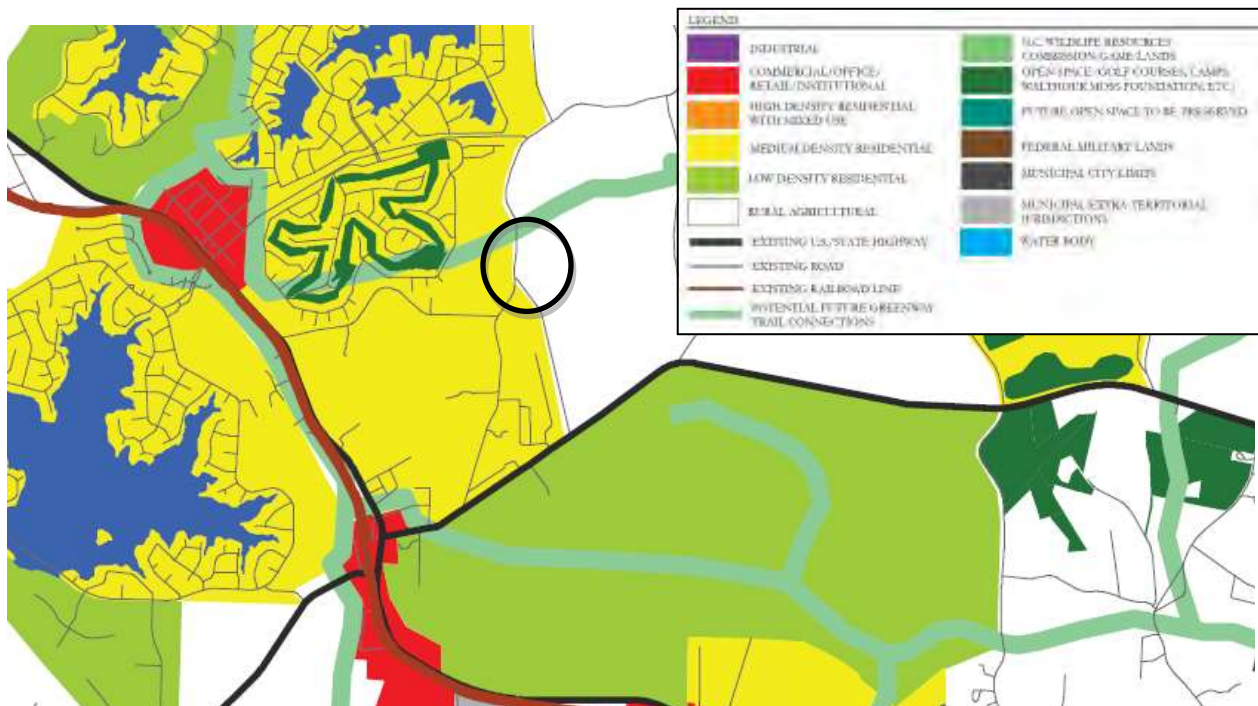 LEGEND
INDUSTRIAL
COMMERCIAL/OFFICE/
RETAIL/INSTITUTIONAL
HIGH DENSITY RESIDENTIAL
WITH MIXED USE
MEDIUM DENSITY RESIDENTIAL
LOW DENSITY RESIDENTIAL
RURAL AGRICULTURAL
EXISTING U.S./STATE HIGHWAY
EXISTING ROAD
EXISTING RAILROAD LINE
POTENTIAL FUTURE GREENWAY
TRAIL CONNECTIONS
N.C. WILDLIFE RESOURCES
COMMISSION GAME LANDS
OPEN SPACE (GOLF COURSES, CAMPS,
WALTHOUR MOSS FOUNDATION, ETC.)
FUTURE OPEN SPACE TO BE PRESERVED
FEDERAL MILITARY LANDS
MUNICIPAL CITY LIMITS
MUNICIPAL EXTRA-TERRITORIAL
JURISDICTIONS
WATER BODY